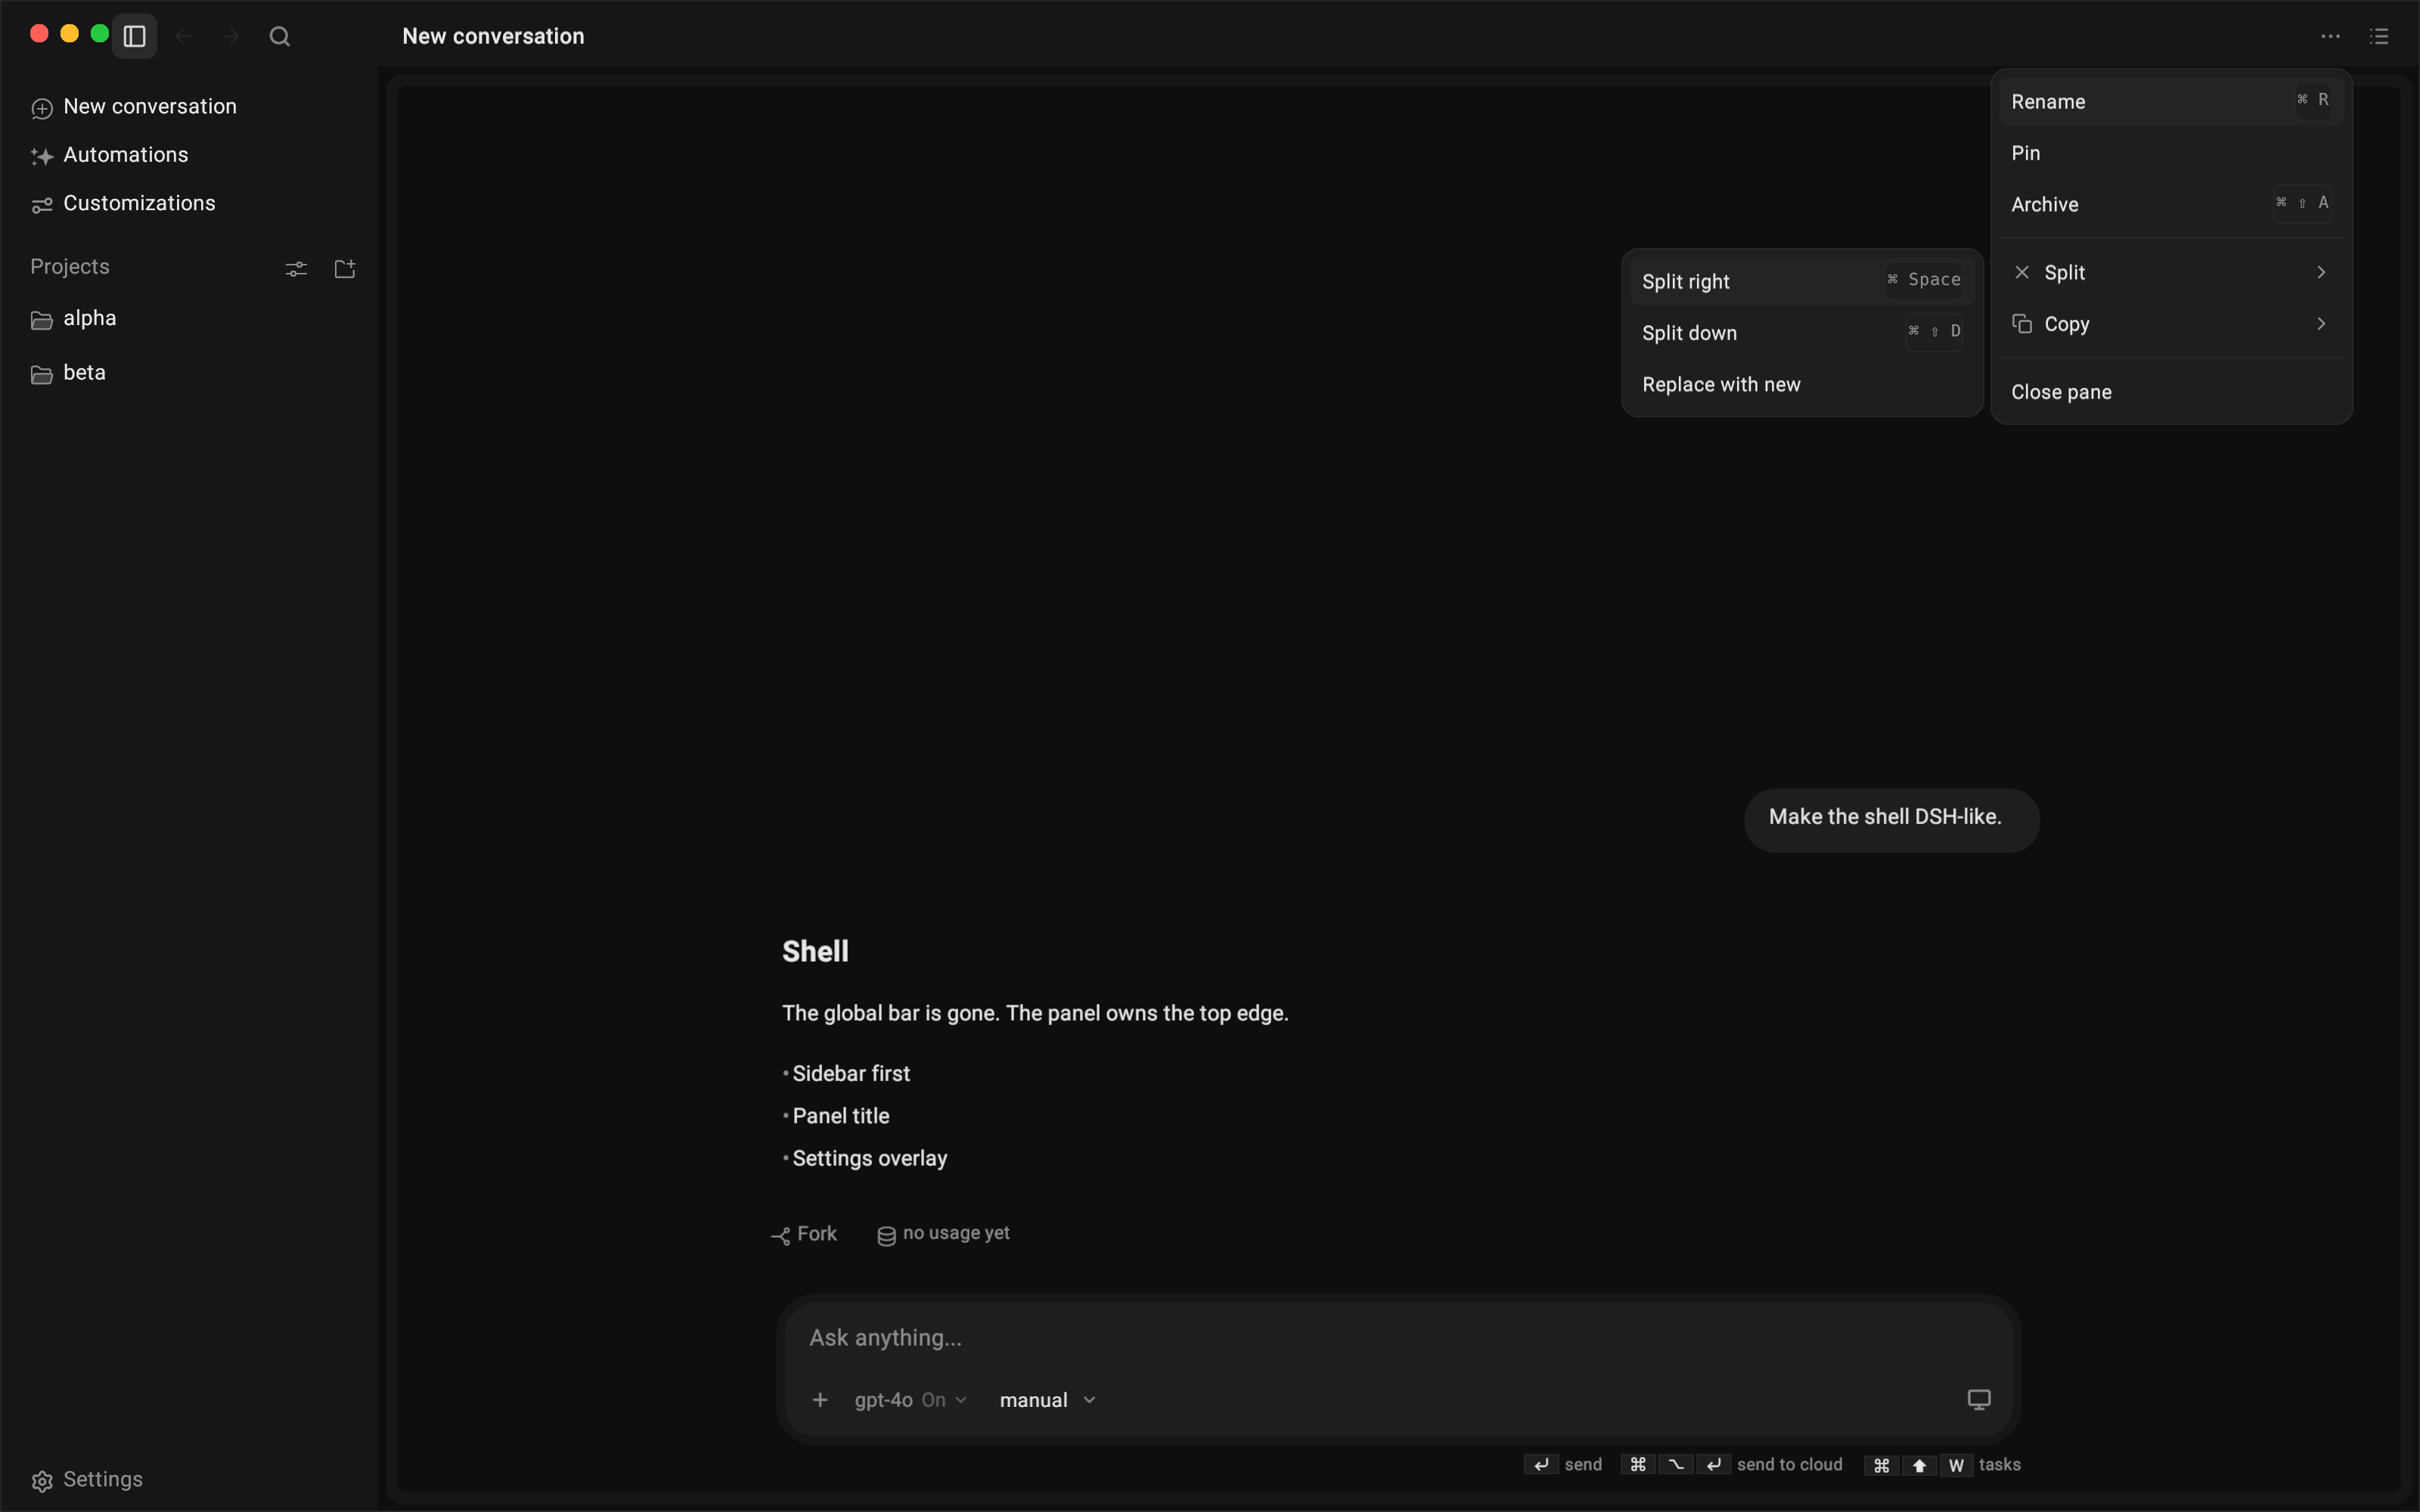 New conversation
New conversation
Automations
Customizations
Projects
alpha
beta
Settings
Rename ⌘ R
Pin
Archive ⌘ ⇧ A
Split
Copy
Close pane
Split right ⌘ Space
Split down ⌘ ⇧ D
Replace with new
Make the shell DSH-like.
Shell
The global bar is gone. The panel owns the top edge.
• Sidebar first
• Panel title
• Settings overlay
Fork no usage yet
Ask anything...
+ gpt-4o On manual
↵ send ⌘ ⌥ ↵ send to cloud ⌘ ⬆ W tasks